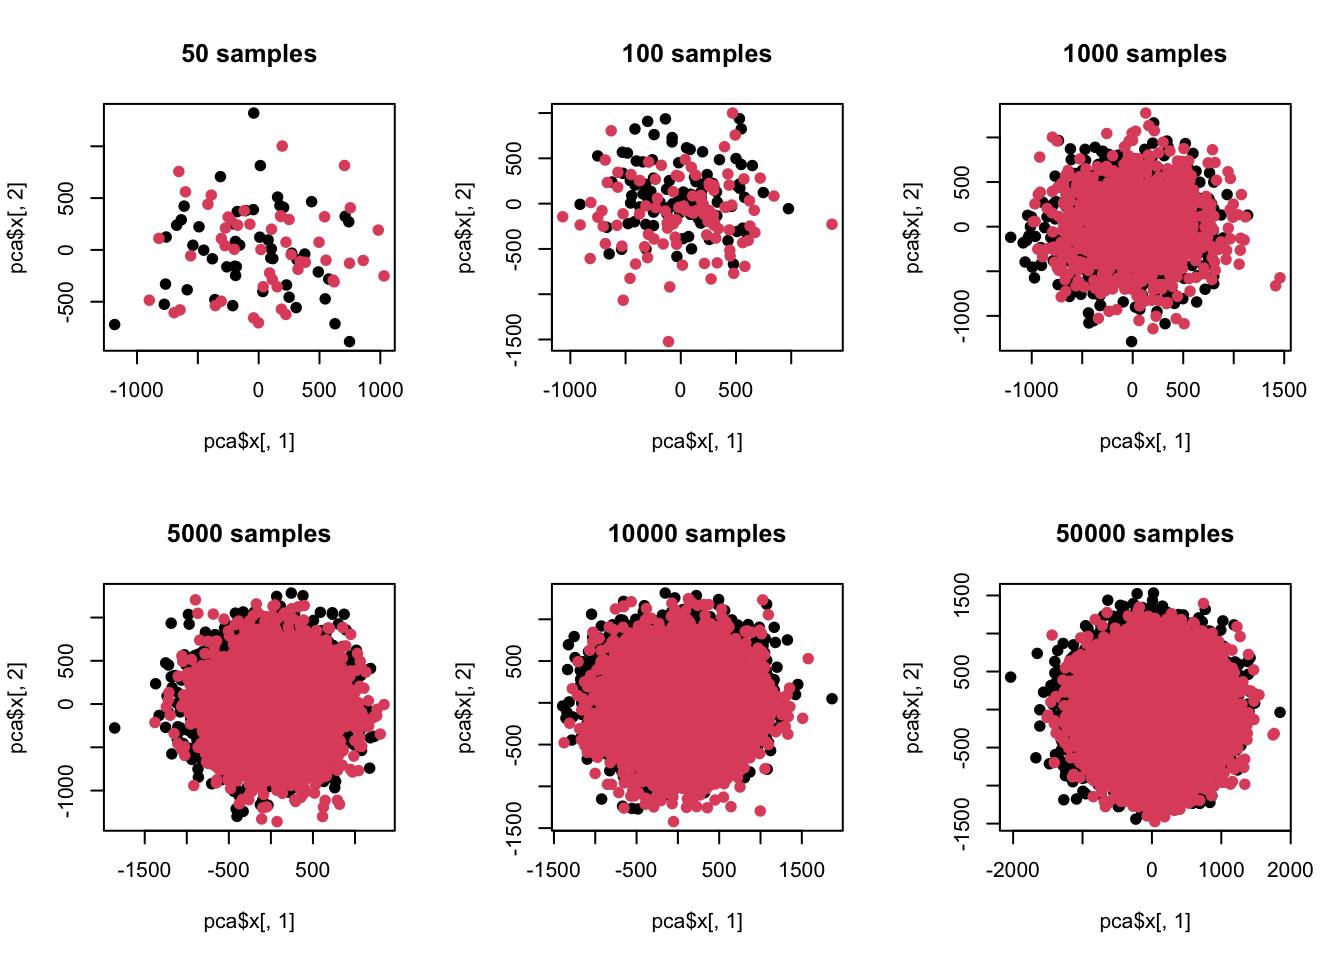 50 samples
pca$x[, 2]
-500 0 500
-1000 0 500 1000
pca$x[, 1]
100 samples
pca$x[, 2]
-1500 -500 0 500
-1000 0 500
pca$x[, 1]
1000 samples
pca$x[, 2]
-1000 0 500
-1000 0 500 1500
pca$x[, 1]
5000 samples
pca$x[, 2]
-1000 0 500
-1500 -500 500
pca$x[, 1]
10000 samples
pca$x[, 2]
-1500 -500 500
-1500 -500 500 1500
pca$x[, 1]
50000 samples
pca$x[, 2]
-1500 -500 500 1500
-2000 0 1000 2000
pca$x[, 1]